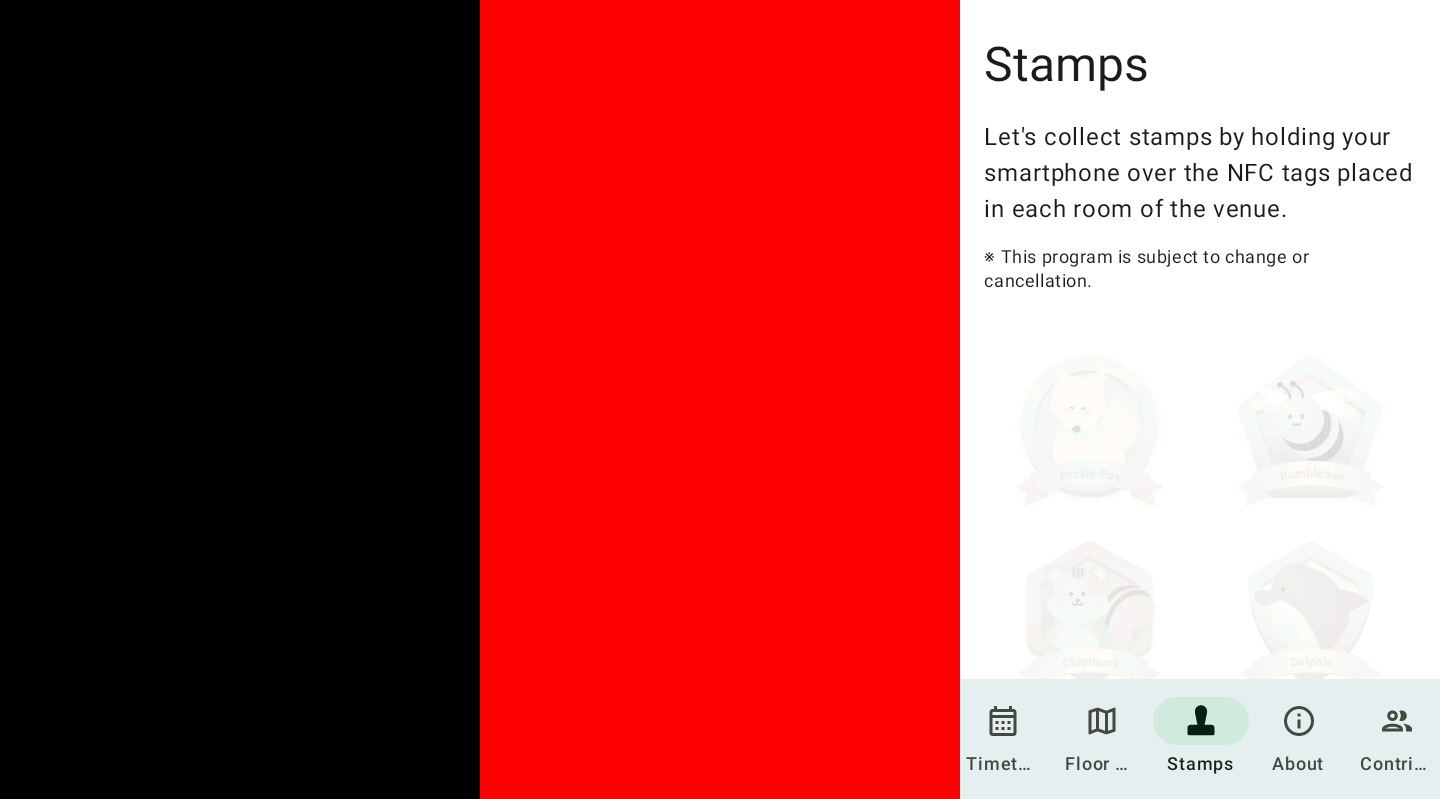 Stamps
Let's collect stamps by holding your
smartphone over the NFC tags placed
in each room of the venue.
※ This program is subject to change or
cancellation.
Arctic Fox
Bumblebee
Chipmunk
Dolphin
Timet…
Floor …
Stamps
About
Contri…